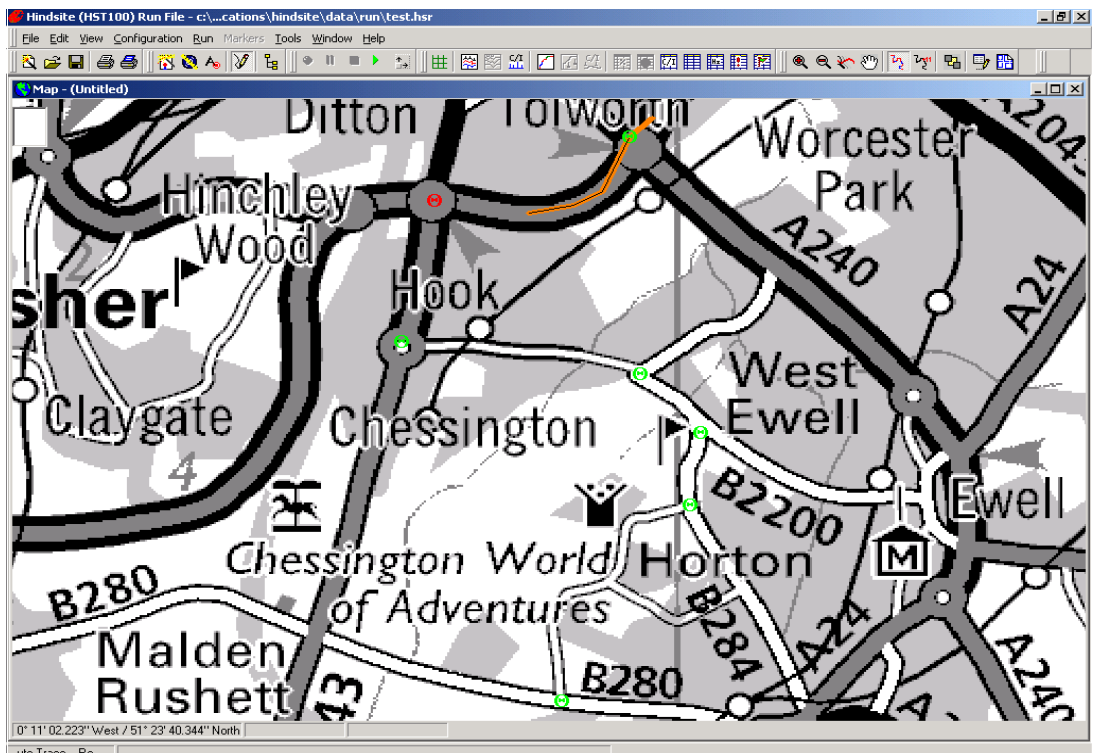 Hindsite (HST100) Run File - c:\...cations\hindsite\data\run\test.hsr
File Edit View Configuration Run Markers Tools Window Help
Map - (Untitled)
Ditton
Tolworth
Worcester
Park
A2043
Hinchley
Wood
A240
A24
sher
Hook
West
Ewell
Claygate
Chessington
4
B2200
Ewell
Chessington World
of Adventures
Horton
M
B280
B284
A24
A240
Malden
Rushett
43
B280
A
0° 11' 02.223" West / 51° 23' 40.344" North